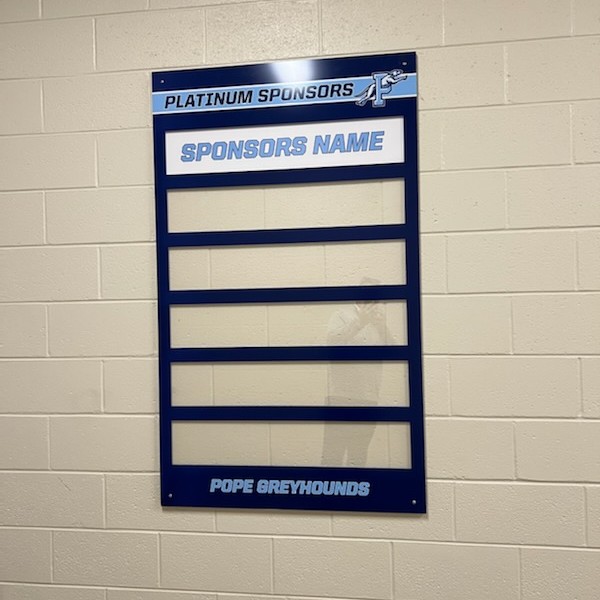 PLATINUM SPONSORS P
SPONSORS NAME
POPE GREYHOUNDS